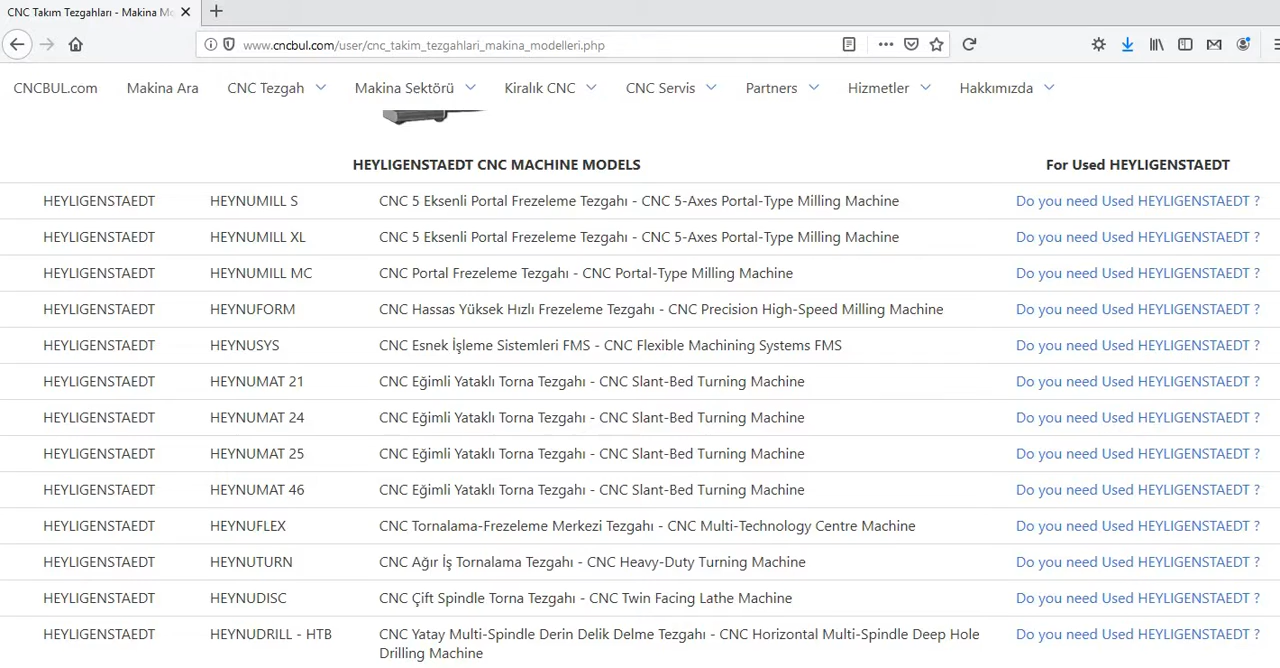 CNC Takım Tezgahları - Makina Mo
www.cncbul.com/user/cnc_takim_tezgahlari_makina_modelleri.php
CNCBUL.com Makina Ara CNC Tezgah Makina Sektörü Kiralık CNC CNC Servis Partners Hizmetler Hakkımızda
HEYLIGENSTAEDT CNC MACHINE MODELS For Used HEYLIGENSTAEDT
HEYLIGENSTAEDT HEYNUMILL S CNC 5 Eksenli Portal Frezeleme Tezgahı - CNC 5-Axes Portal-Type Milling Machine Do you need Used HEYLIGENSTAEDT ?
HEYLIGENSTAEDT HEYNUMILL XL CNC 5 Eksenli Portal Frezeleme Tezgahı - CNC 5-Axes Portal-Type Milling Machine Do you need Used HEYLIGENSTAEDT ?
HEYLIGENSTAEDT HEYNUMILL MC CNC Portal Frezeleme Tezgahı - CNC Portal-Type Milling Machine Do you need Used HEYLIGENSTAEDT ?
HEYLIGENSTAEDT HEYNUFORM CNC Hassas Yüksek Hızlı Frezeleme Tezgahı - CNC Precision High-Speed Milling Machine Do you need Used HEYLIGENSTAEDT ?
HEYLIGENSTAEDT HEYNUSYS CNC Esnek İşleme Sistemleri FMS - CNC Flexible Machining Systems FMS Do you need Used HEYLIGENSTAEDT ?
HEYLIGENSTAEDT HEYNUMAT 21 CNC Eğimli Yataklı Torna Tezgahı - CNC Slant-Bed Turning Machine Do you need Used HEYLIGENSTAEDT ?
HEYLIGENSTAEDT HEYNUMAT 24 CNC Eğimli Yataklı Torna Tezgahı - CNC Slant-Bed Turning Machine Do you need Used HEYLIGENSTAEDT ?
HEYLIGENSTAEDT HEYNUMAT 25 CNC Eğimli Yataklı Torna Tezgahı - CNC Slant-Bed Turning Machine Do you need Used HEYLIGENSTAEDT ?
HEYLIGENSTAEDT HEYNUMAT 46 CNC Eğimli Yataklı Torna Tezgahı - CNC Slant-Bed Turning Machine Do you need Used HEYLIGENSTAEDT ?
HEYLIGENSTAEDT HEYNUFLEX CNC Tornalama-Frezeleme Merkezi Tezgahı - CNC Multi-Technology Centre Machine Do you need Used HEYLIGENSTAEDT ?
HEYLIGENSTAEDT HEYNUTURN CNC Ağır İş Tornalama Tezgahı - CNC Heavy-Duty Turning Machine Do you need Used HEYLIGENSTAEDT ?
HEYLIGENSTAEDT HEYNUDISC CNC Çift Spindle Torna Tezgahı - CNC Twin Facing Lathe Machine Do you need Used HEYLIGENSTAEDT ?
HEYLIGENSTAEDT HEYNUDRILL - HTB CNC Yatay Multi-Spindle Derin Delik Delme Tezgahı - CNC Horizontal Multi-Spindle Deep Hole Do you need Used HEYLIGENSTAEDT ?
Drilling Machine